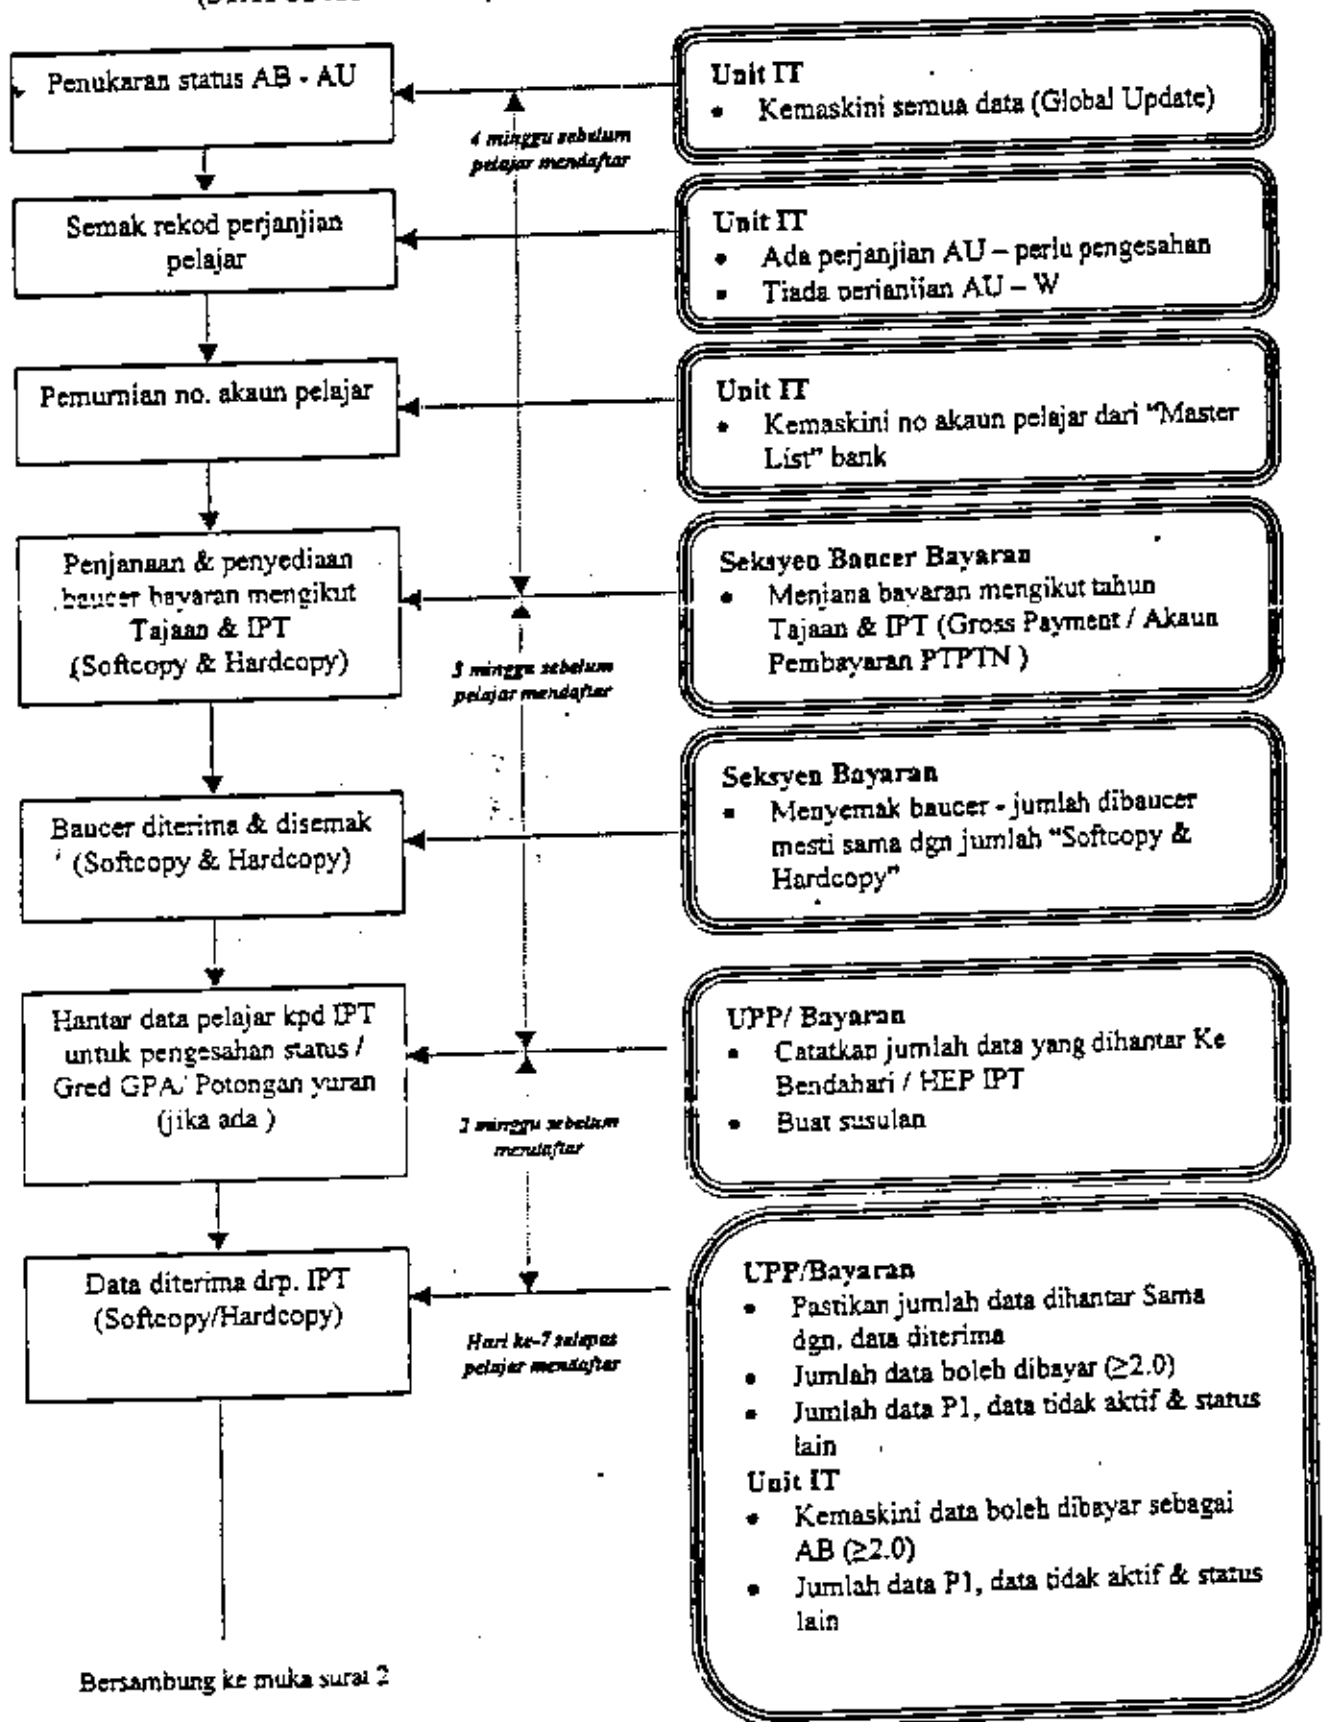 Penukaran status AB - AU
Unit IT
• Kemaskini semua data (Global Update)
4 minggu sebelum
pelajar mendaftar
Semak rekod perjanjian
pelajar
Unit IT
• Ada perjanjian AU – perlu pengesahan
• Tiada perjanjian AU – W
Pemurnian no. akaun pelajar
Unit IT
• Kemaskini no akaun pelajar dari “Master
List” bank
Penjanaan & penyediaan
baucer bayaran mengikut
Tajaan & IPT
(Softcopy & Hardcopy)
Seksyen Baucer Bayaran
• Menjana bayaran mengikut tahun
Tajaan & IPT (Gross Payment / Akaun
Pembayaran PTPTN )
3 minggu sebelum
pelajar mendaftar
Baucer diterima & disemak
(Softcopy & Hardcopy)
Seksyen Bayaran
• Menyemak baucer - jumlah dibaucer
mesti sama dgn jumlah “Softcopy &
Hardcopy”
Hantar data pelajar kpd IPT
untuk pengesahan status /
Gred GPA/ Potongan yuran
(jika ada )
UPP/ Bayaran
• Catatkan jumlah data yang dihantar Ke
Bendahari / HEP IPT
• Buat susulan
2 minggu sebelum
mendaftar
Data diterima drp. IPT
(Softcopy/Hardcopy)
Hari ke-7 selepas
pelajar mendaftar
UPP/Bayaran
• Pastikan jumlah data dihantar Sama
dgn. data diterima
• Jumlah data boleh dibayar (≥2.0)
• Jumlah data P1, data tidak aktif & status
lain
Unit IT
• Kemaskini data boleh dibayar sebagai
AB (≥2.0)
• Jumlah data P1, data tidak aktif & status
lain
Bersambung ke muka surat 2